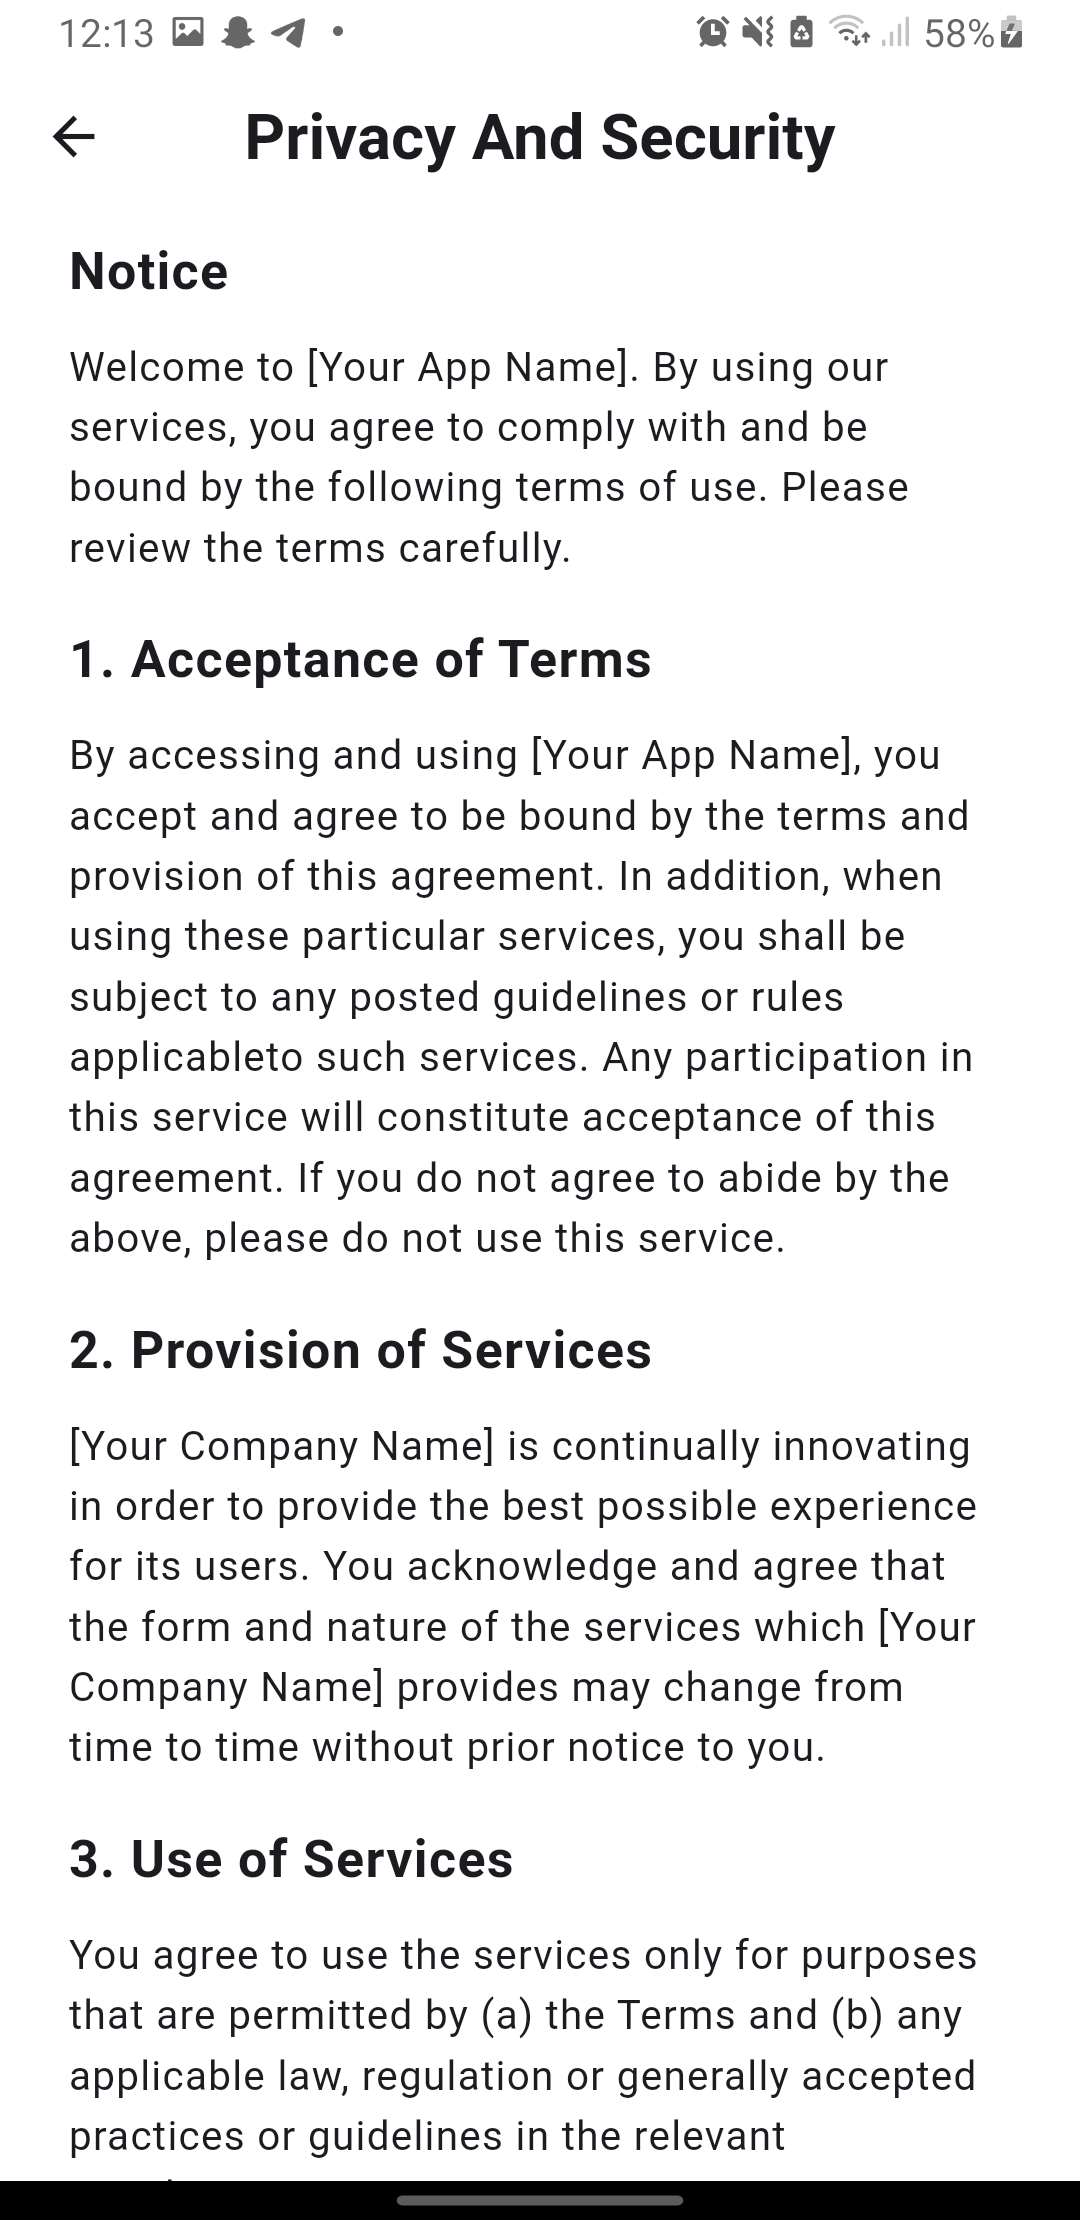 12:13
58%
Privacy And Security
Notice
Welcome to [Your App Name]. By using our
services, you agree to comply with and be
bound by the following terms of use. Please
review the terms carefully.
1. Acceptance of Terms
By accessing and using [Your App Name], you
accept and agree to be bound by the terms and
provision of this agreement. In addition, when
using these particular services, you shall be
subject to any posted guidelines or rules
applicableto such services. Any participation in
this service will constitute acceptance of this
agreement. If you do not agree to abide by the
above, please do not use this service.
2. Provision of Services
[Your Company Name] is continually innovating
in order to provide the best possible experience
for its users. You acknowledge and agree that
the form and nature of the services which [Your
Company Name] provides may change from
time to time without prior notice to you.
3. Use of Services
You agree to use the services only for purposes
that are permitted by (a) the Terms and (b) any
applicable law, regulation or generally accepted
practices or guidelines in the relevant